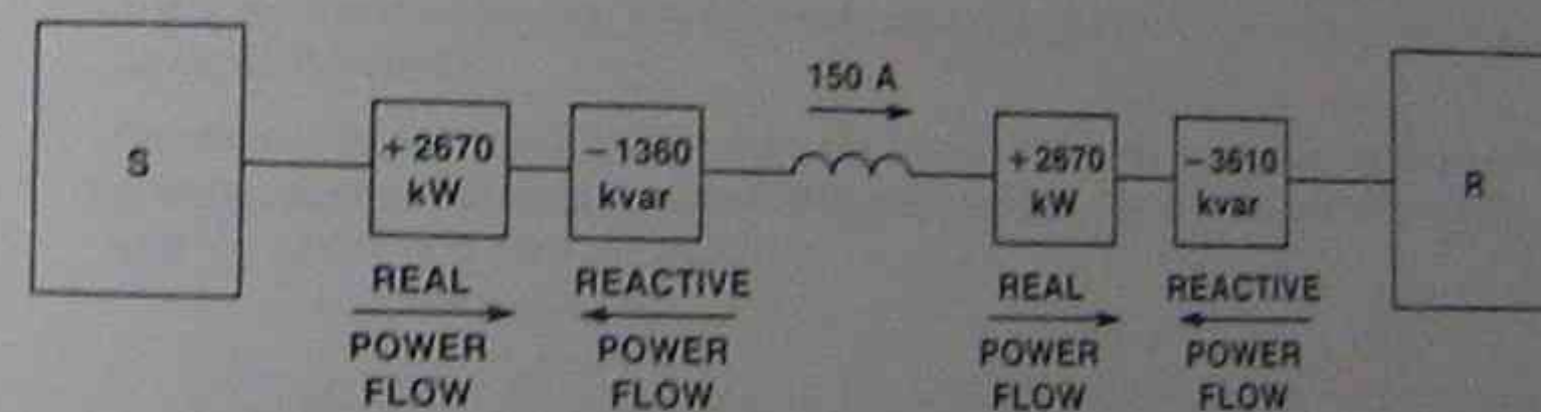 150 A
S
+ 2670
kW
− 1360
kvar
+ 2670
kW
− 3610
kvar
R
REAL
POWER
FLOW
REACTIVE
POWER
FLOW
REAL
POWER
FLOW
REACTIVE
POWER
FLOW